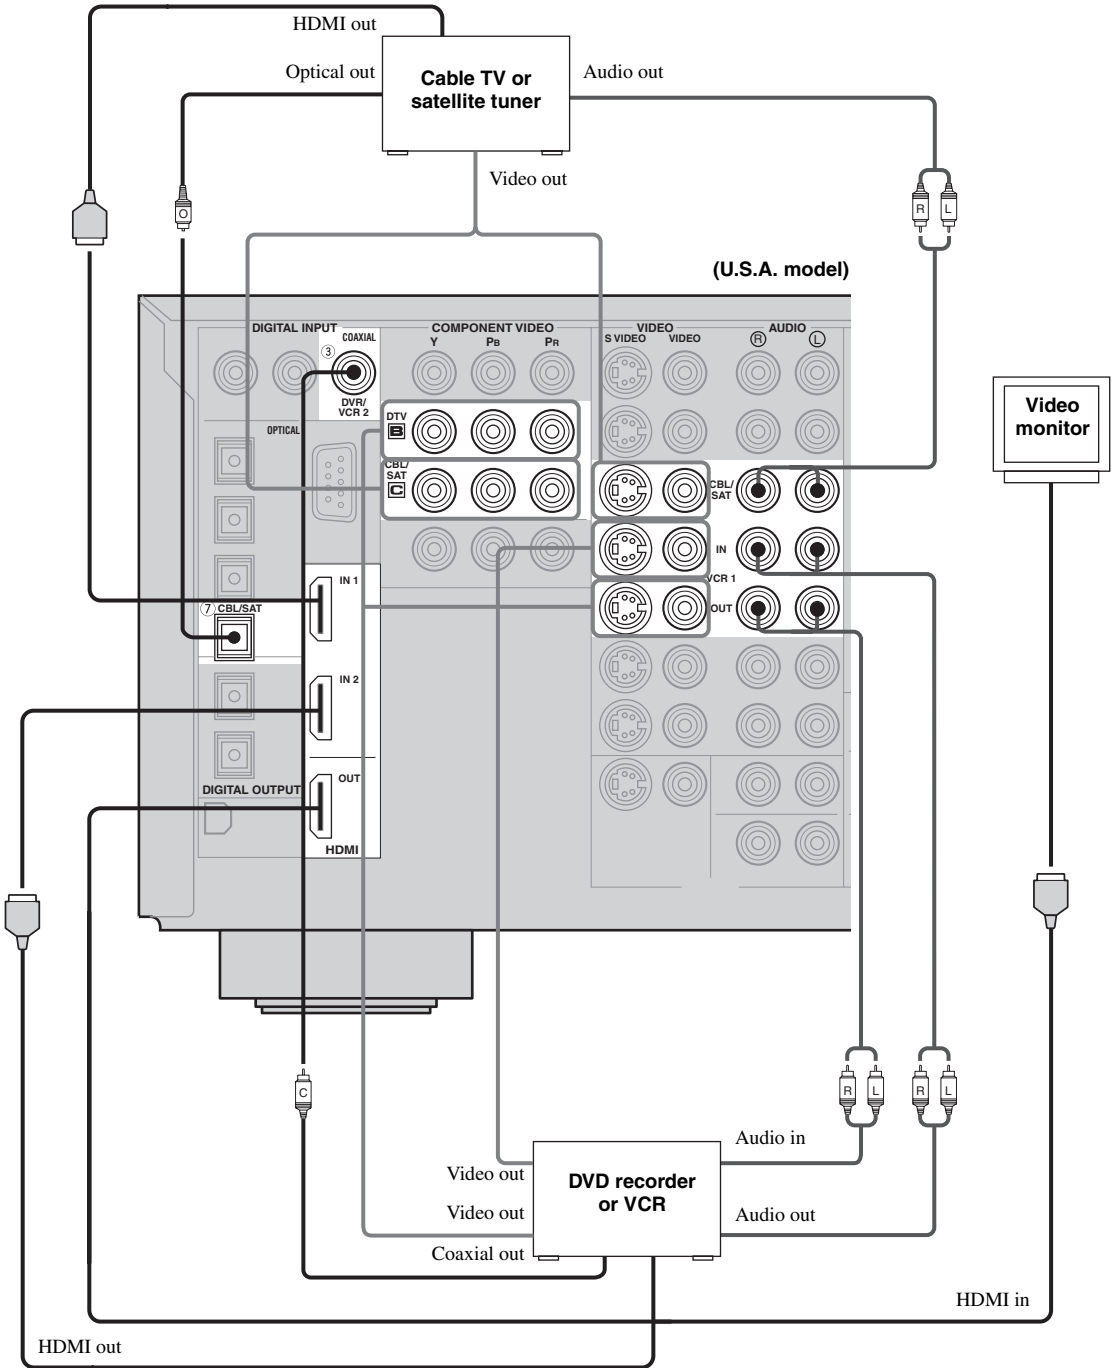 HDMI out
Optical out
Cable TV or
satellite tuner
Audio out
Video out
O
R L
(U.S.A. model)
DIGITAL INPUT
COMPONENT VIDEO
VIDEO
AUDIO
③
COAXIAL
Y
PB
PR
S VIDEO
VIDEO
R
L
DVR/
VCR 2
DTV
B
OPTICAL
CBL/
SAT
C
CBL/
SAT
Video
monitor
IN
VCR 1
IN 1
⑦ CBL/SAT
OUT
IN 2
OUT
DIGITAL OUTPUT
HDMI
C
R L
R L
Audio in
Video out
DVD recorder
or VCR
Video out
Audio out
Coaxial out
HDMI in
HDMI out